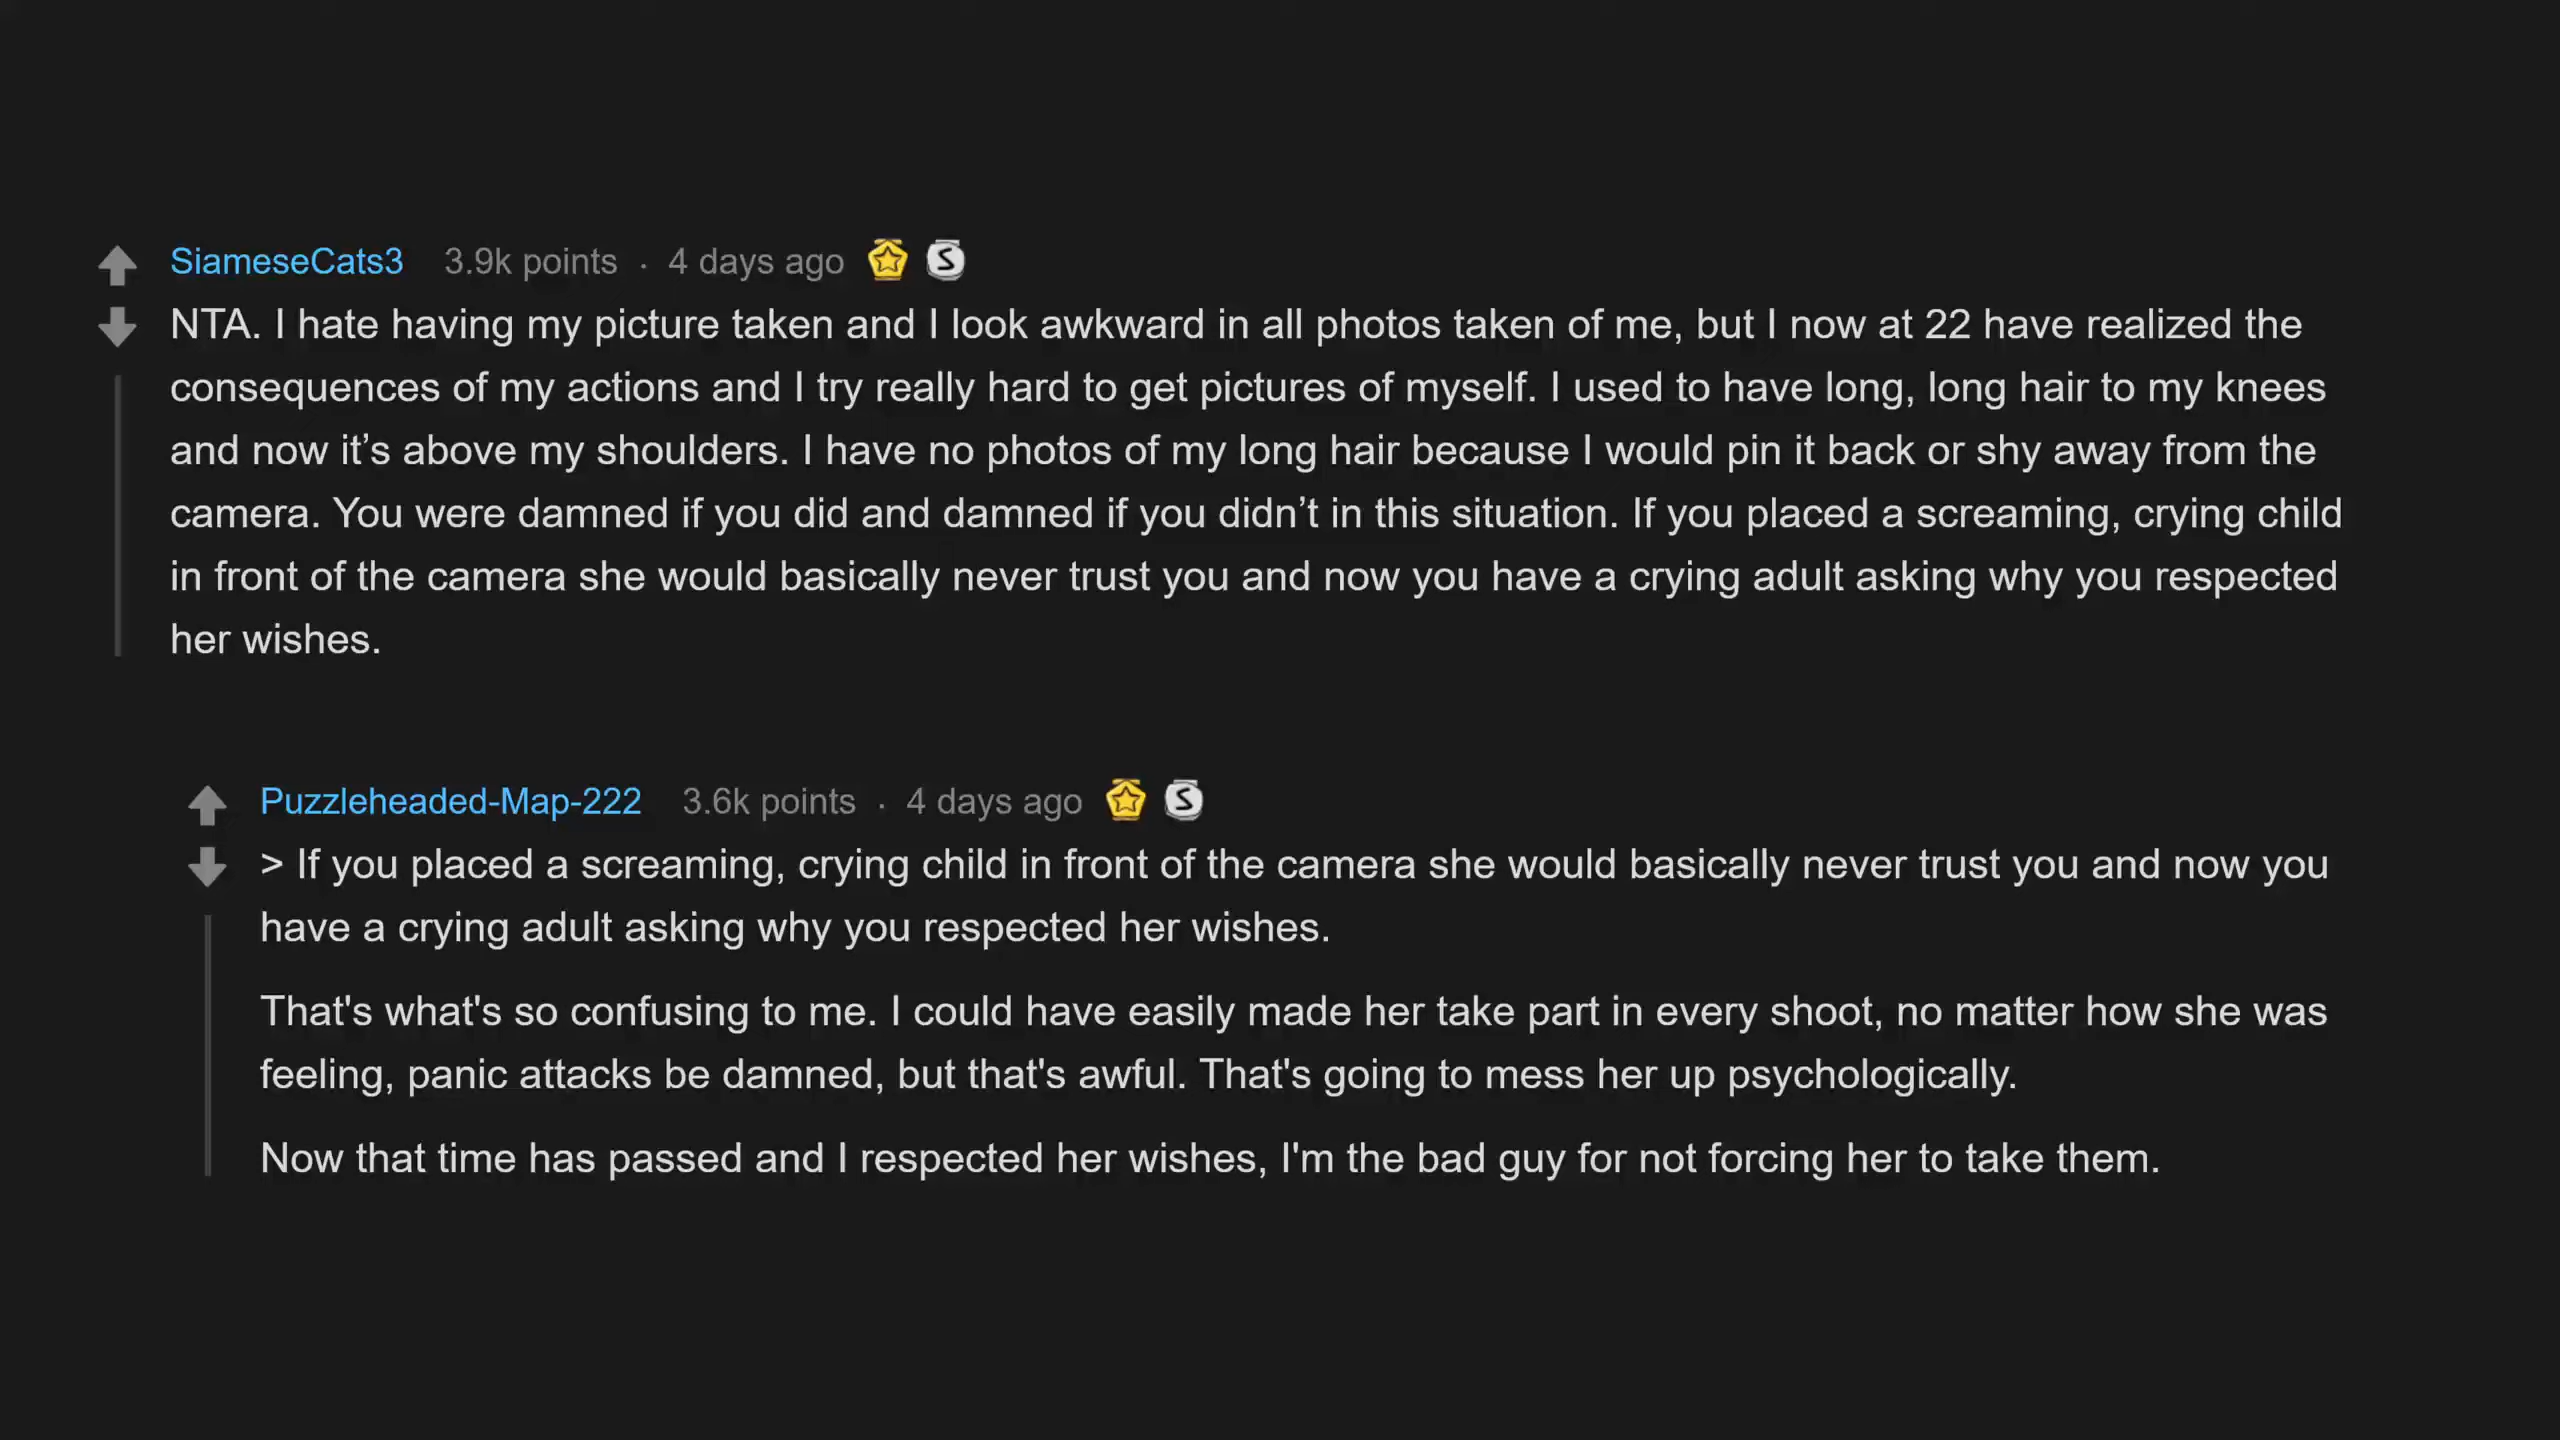 SiameseCats3 3.9k points · 4 days ago
NTA. I hate having my picture taken and I look awkward in all photos taken of me, but I now at 22 have realized the
consequences of my actions and I try really hard to get pictures of myself. I used to have long, long hair to my knees
and now it’s above my shoulders. I have no photos of my long hair because I would pin it back or shy away from the
camera. You were damned if you did and damned if you didn’t in this situation. If you placed a screaming, crying child
in front of the camera she would basically never trust you and now you have a crying adult asking why you respected
her wishes.
Puzzleheaded-Map-222 3.6k points · 4 days ago
> If you placed a screaming, crying child in front of the camera she would basically never trust you and now you
have a crying adult asking why you respected her wishes.
That's what's so confusing to me. I could have easily made her take part in every shoot, no matter how she was
feeling, panic attacks be damned, but that's awful. That's going to mess her up psychologically.
Now that time has passed and I respected her wishes, I'm the bad guy for not forcing her to take them.